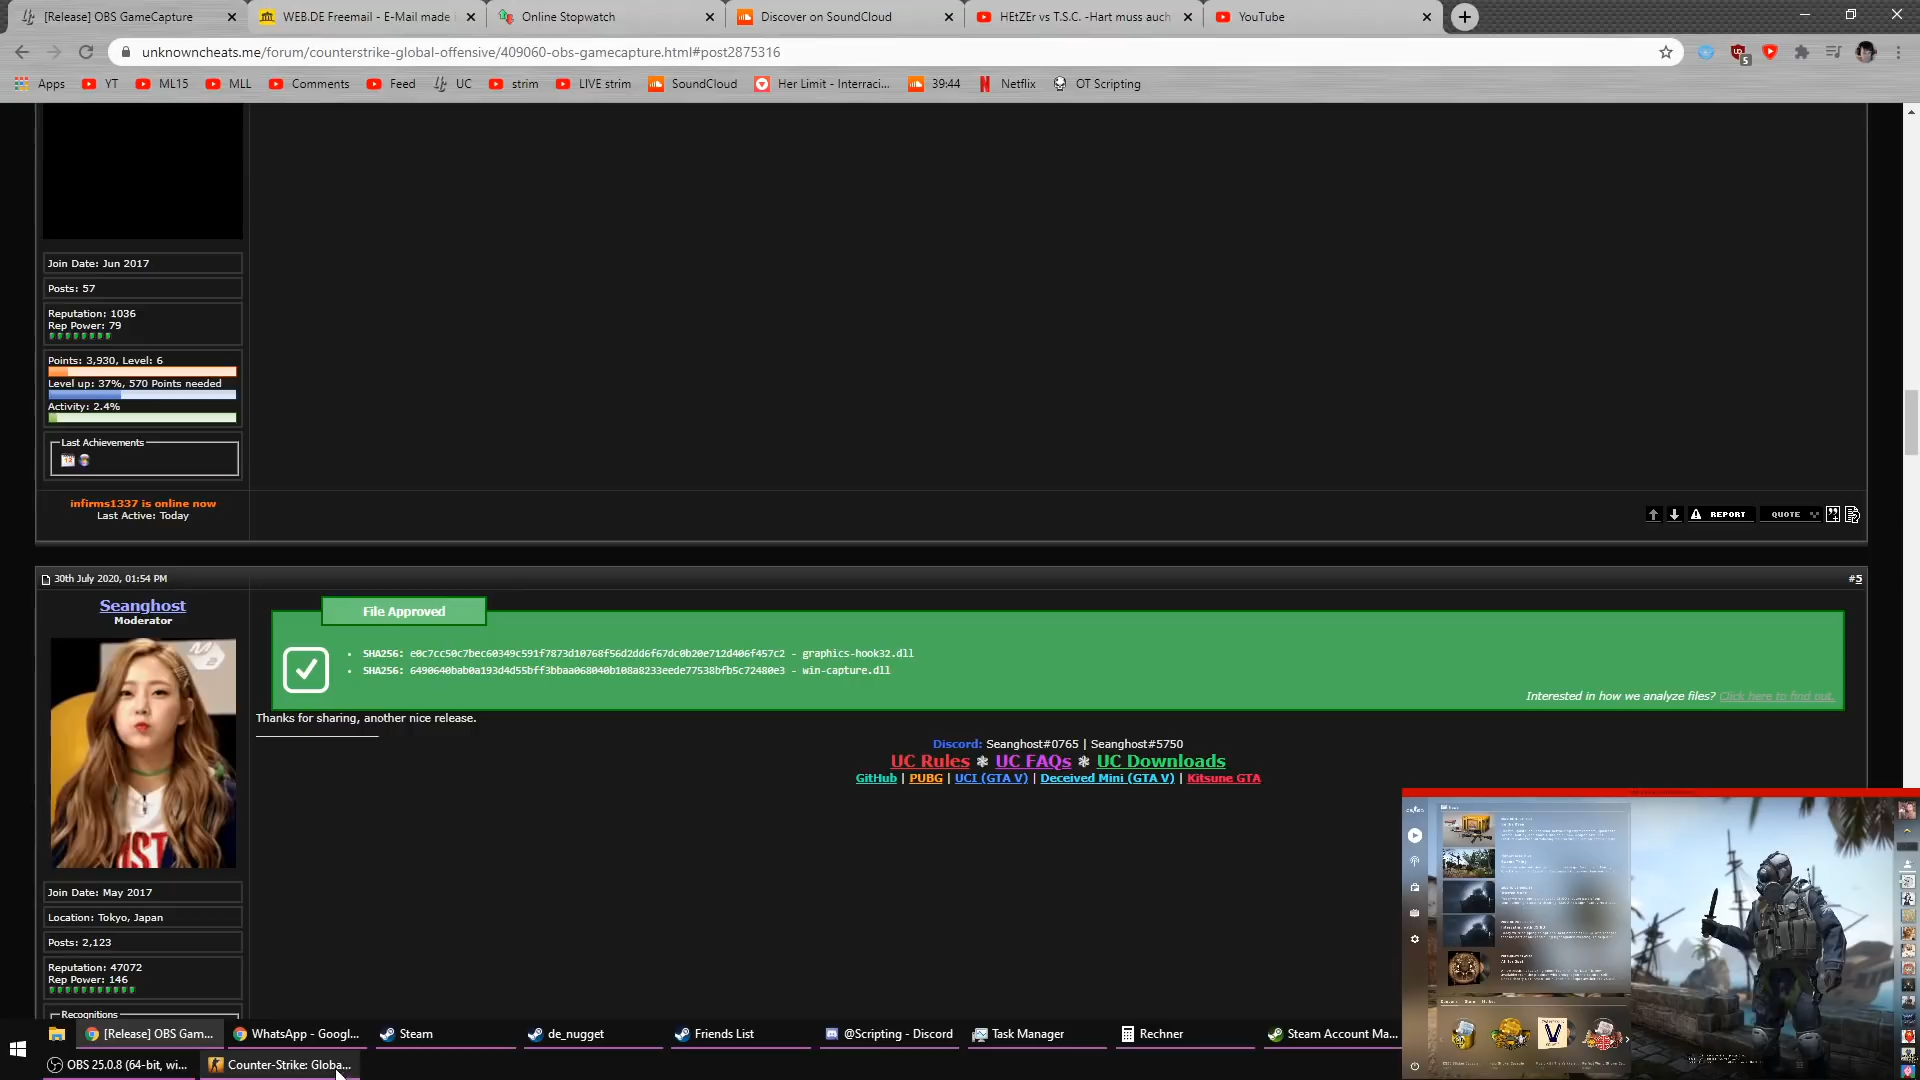 [Release] OBS GameCapture
WEB.DE Freemail - E-Mail made
Online Stopwatch
Discover on SoundCloud
HEtZEr vs T.S.C. -Hart muss auch
YouTube
unknowncheats.me/forum/counterstrike-global-offensive/409060-obs-gamecapture.html#post2875316
5
Apps
YT
ML15
MLL
Comments
Feed
UC
strim
LIVE strim
SoundCloud
Her Limit - Interraci...
39:44
Netflix
OT Scripting
Join Date: Jun 2017
Posts: 57
Reputation: 1036
Rep Power: 79
Points: 3,930, Level: 6
Level up: 37%, 570 Points needed
Activity: 2.4%
Last Achievements
infirms1337 is online now
Last Active: Today
REPORT
QUOTE
30th July 2020, 01:54 PM
#5
Seanghost
Moderator
File Approved
• SHA256: e0c7cc50c7bec60349c591f7873d10768f56d2dd6f67dc0b20e712d406f457c2 - graphics-hook32.dll
• SHA256: 6490640bab0a193d4d55bff3bbaa068040b108a8233eede77538bfb5c72480e3 - win-capture.dll
Interested in how we analyze files? Click here to find out.
Thanks for sharing, another nice release.
Discord: Seanghost#0765 | Seanghost#5750
UC Rules ❃ UC FAQs ❃ UC Downloads
GitHub | PUBG | UCI (GTA V) | Deceived Mini (GTA V) | Kitsune GTA
Join Date: May 2017
Location: Tokyo, Japan
Posts: 2,123
Reputation: 47072
Rep Power: 146
Recognitions
[Release] OBS Gam...
WhatsApp - Googl...
Steam
de_nugget
Friends List
@Scripting - Discord
Task Manager
Rechner
Steam Account Ma...
OBS 25.0.8 (64-bit, wi...
Counter-Strike: Globa...